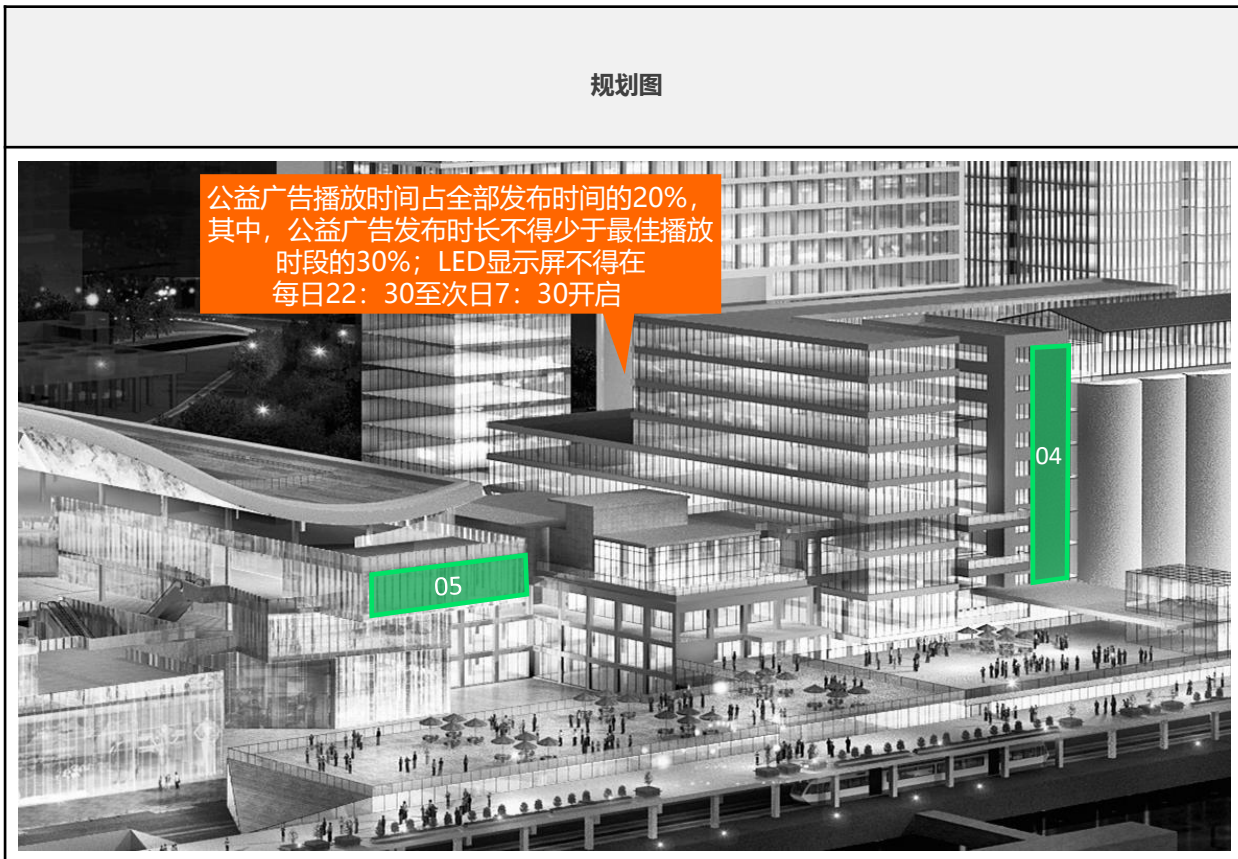 规划图
公益广告播放时间占全部发布时间的20%，
其中，公益广告发布时长不得少于最佳播放
时段的30%；LED显示屏不得在
每日22：30至次日7：30开启
04
05